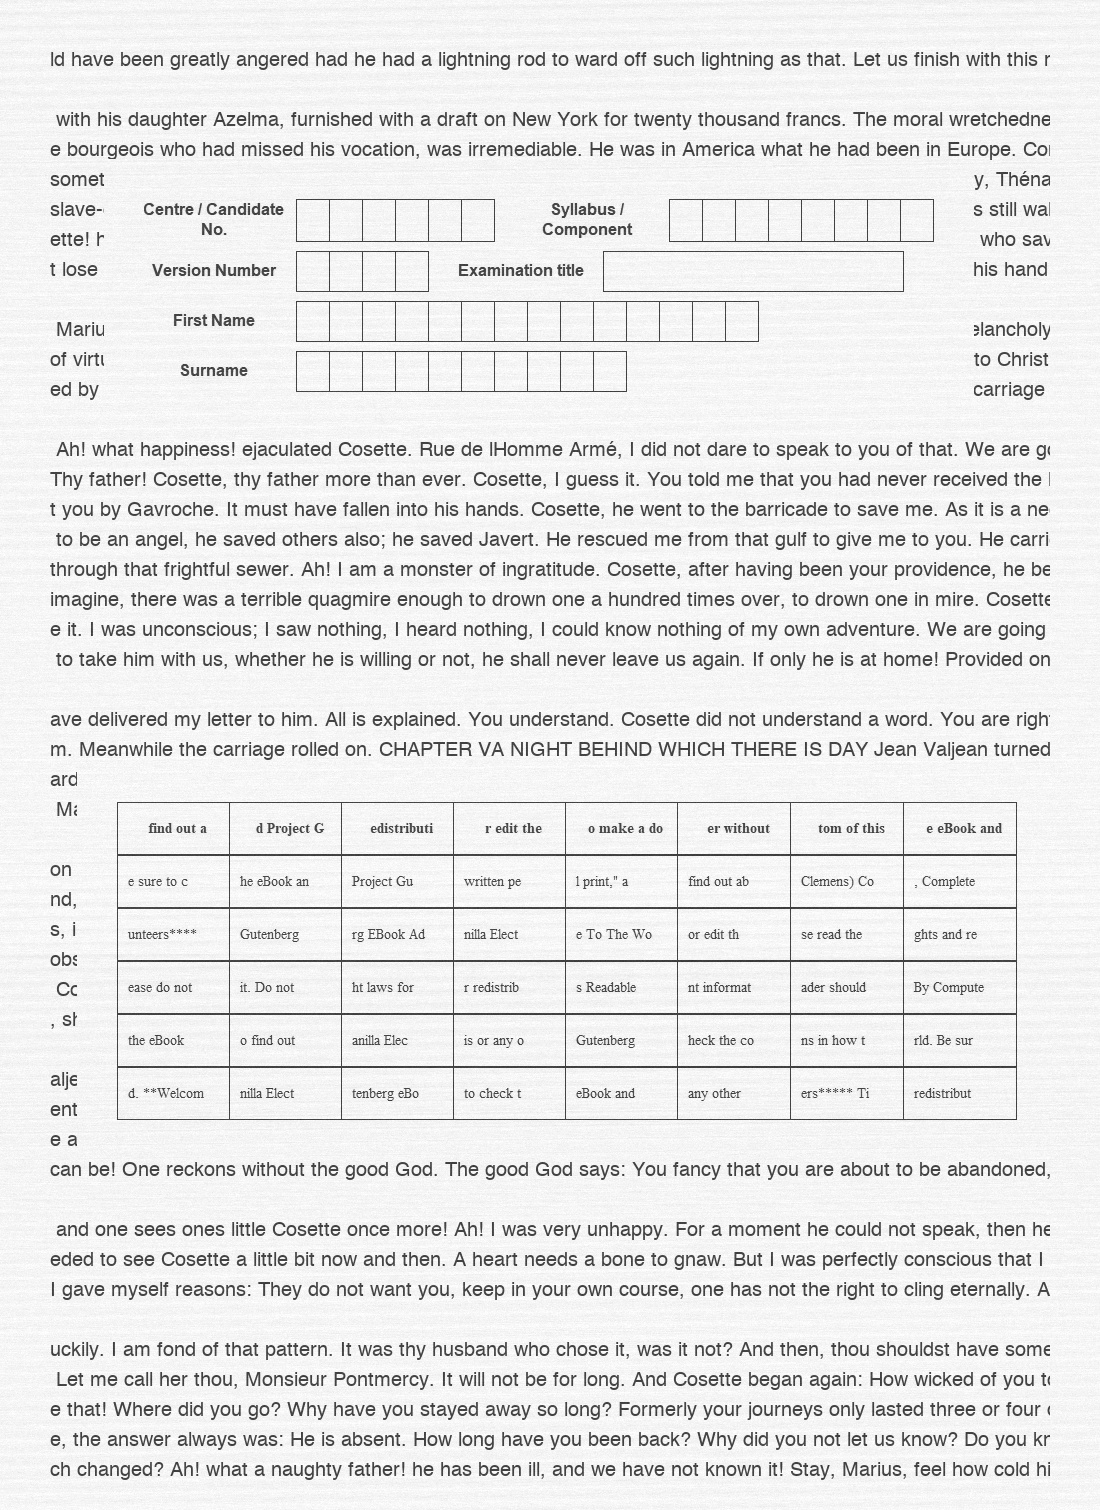 ld have been greatly angered had he had a lightning rod to ward off such lightning as that. Let us finish with this
with his daughter Azelma, furnished with a draft on New York for twenty thousand francs. The moral wretchedne
e bourgeois who had missed his vocation, was irremediable. He was in America what he had been in Europe. Co
somet y, Théna
slave- s still wal
ette! h who sav
t lose his hand
Centre / Candidate No. Syllabus / Component
Version Number Examination title
First Name
Surname
Mariu elancholy
of virtu to Christ
ed by carriage
Ah! what happiness! ejaculated Cosette. Rue de lHomme Armé, I did not dare to speak to you of that. We are go
Thy father! Cosette, thy father more than ever. Cosette, I guess it. You told me that you had never received the
t you by Gavroche. It must have fallen into his hands. Cosette, he went to the barricade to save me. As it is a ne
to be an angel, he saved others also; he saved Javert. He rescued me from that gulf to give me to you. He carri
through that frightful sewer. Ah! I am a monster of ingratitude. Cosette, after having been your providence, he be
imagine, there was a terrible quagmire enough to drown one a hundred times over, to drown one in mire. Cosette
e it. I was unconscious; I saw nothing, I heard nothing, I could know nothing of my own adventure. We are going
to take him with us, whether he is willing or not, he shall never leave us again. If only he is at home! Provided on
ave delivered my letter to him. All is explained. You understand. Cosette did not understand a word. You are righ
m. Meanwhile the carriage rolled on. CHAPTER VA NIGHT BEHIND WHICH THERE IS DAY Jean Valjean turned
ard
Ma
find out a d Project G edistributi r edit the o make a do er without tom of this e eBook and
e sure to c he eBook an Project Gu written pe l print," a find out ab Clemens) Co , Complete
unteers**** Gutenberg rg EBook Ad nilla Elect e To The Wo or edit th se read the ghts and re
ease do not it. Do not ht laws for r redistrib s Readable nt informat ader should By Compute
the eBook o find out anilla Elec is or any o Gutenberg heck the co ns in how t rld. Be sur
d. **Welcom nilla Elect tenberg eBo to check t eBook and any other ers***** Ti redistribut
on
nd,
s, i
obs
Co
, sh
alje
ent
e a
can be! One reckons without the good God. The good God says: You fancy that you are about to be abandoned,
and one sees ones little Cosette once more! Ah! I was very unhappy. For a moment he could not speak, then he
eded to see Cosette a little bit now and then. A heart needs a bone to gnaw. But I was perfectly conscious that I
I gave myself reasons: They do not want you, keep in your own course, one has not the right to cling eternally. A
uckily. I am fond of that pattern. It was thy husband who chose it, was it not? And then, thou shouldst have some
Let me call her thou, Monsieur Pontmercy. It will not be for long. And Cosette began again: How wicked of you to
e that! Where did you go? Why have you stayed away so long? Formerly your journeys only lasted three or four
e, the answer always was: He is absent. How long have you been back? Why did you not let us know? Do you kn
ch changed? Ah! what a naughty father! he has been ill, and we have not known it! Stay, Marius, feel how cold hi